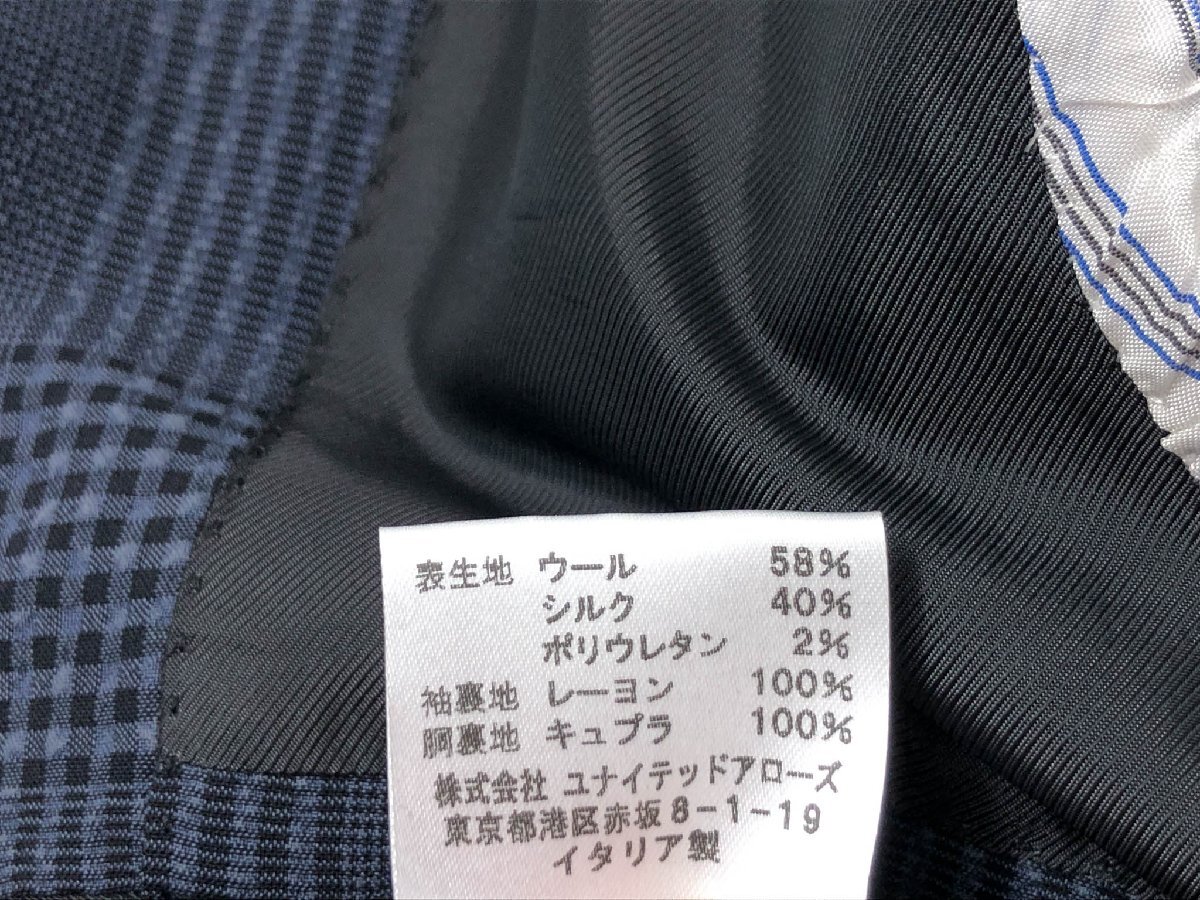 表生地 ウール 58%
シルク 40%
ポリウレタン 2%
袖裏地 レーヨン 100%
胴裏地 キュプラ 100%
株式会社 ユナイテッドアローズ
東京都港区赤坂8-1-19
イタリア製